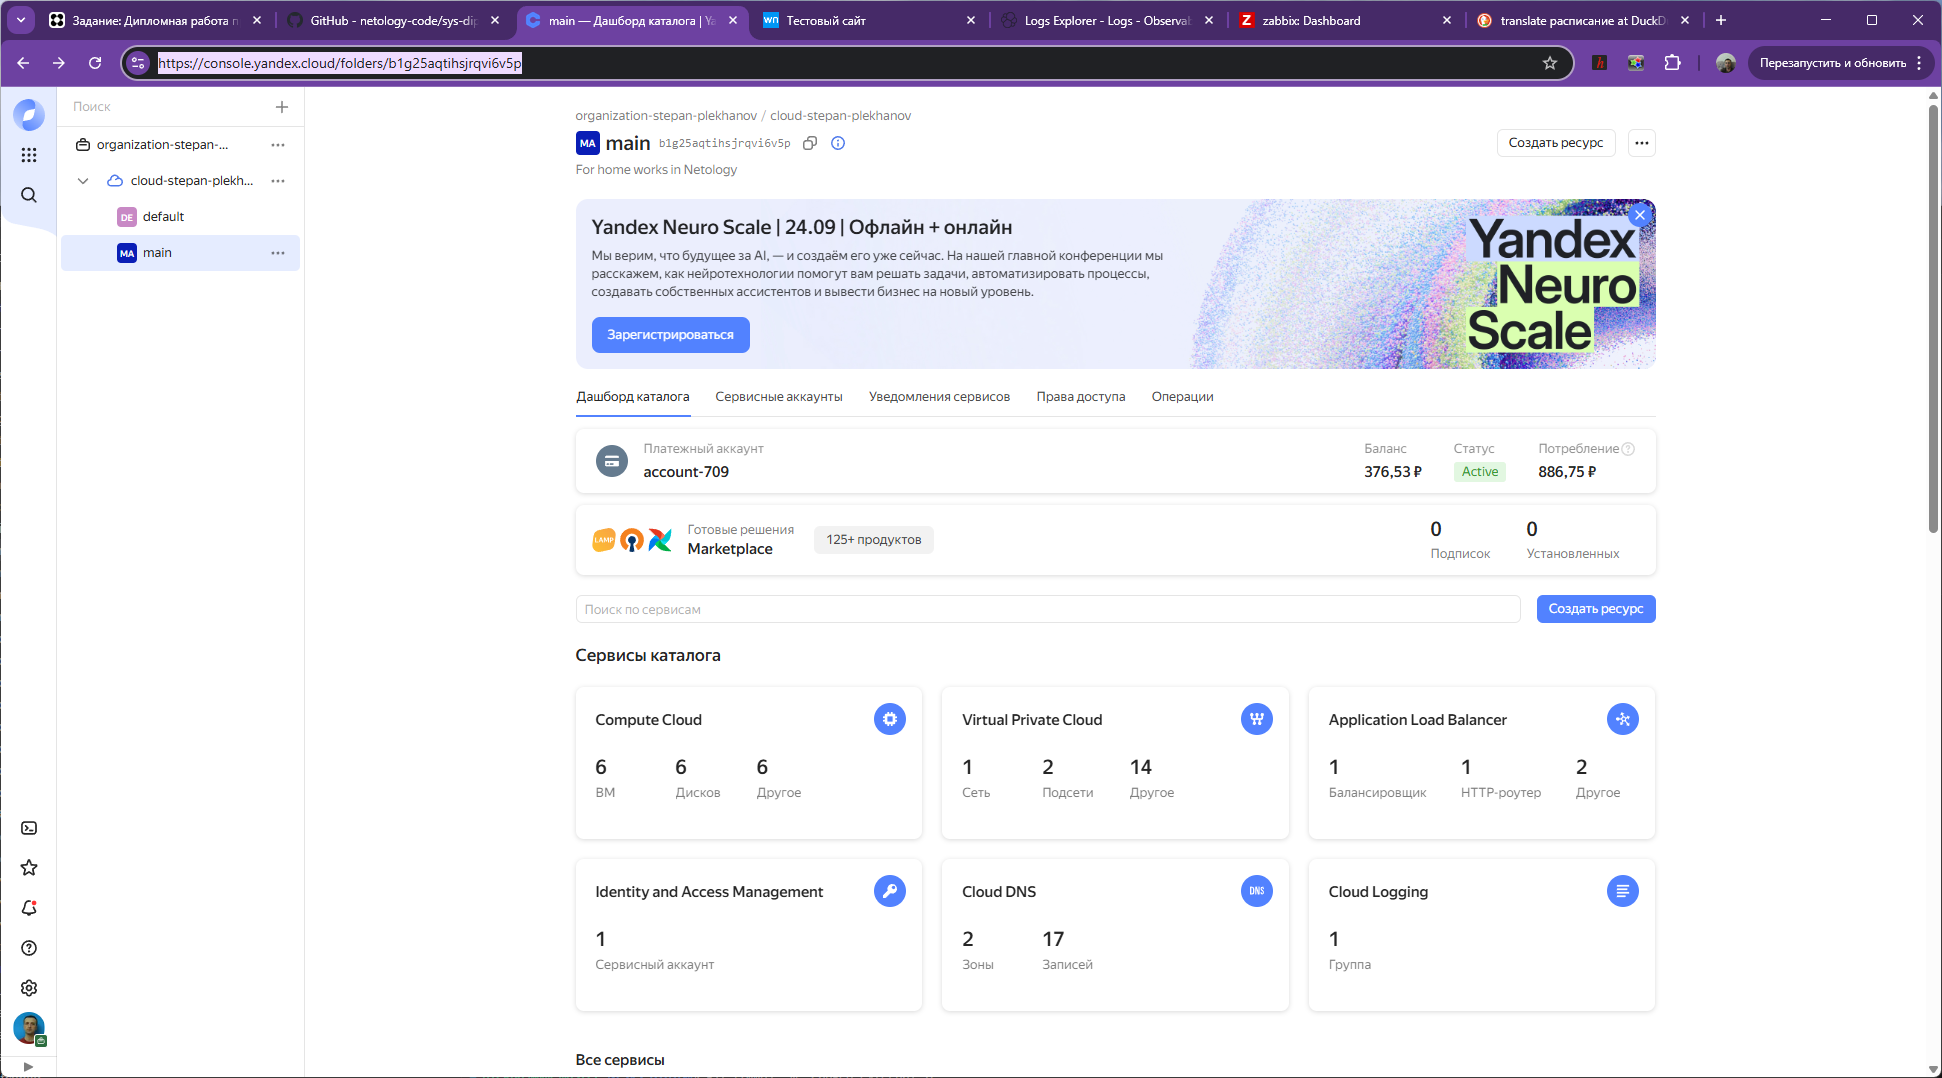 Задание: Дипломная работа п
GitHub - netology-code/sys-dip
main — Дашборд каталога | Ya
Тестовый сайт
Logs Explorer - Logs - Observab
zabbix: Dashboard
translate расписание at DuckD
https://console.yandex.cloud/folders/b1g25aqtihsjrqvi6v5p
Перезапустить и обновить
Поиск
organization-stepan-...
cloud-stepan-plekh...
DE default
MA main
organization-stepan-plekhanov / cloud-stepan-plekhanov
MA main b1g25aqtihsjrqvi6v5p
Создать ресурс
For home works in Netology
Yandex Neuro Scale | 24.09 | Офлайн + онлайн
Мы верим, что будущее за AI, — и создаём его уже сейчас. На нашей главной конференции мы
расскажем, как нейротехнологии помогут вам решать задачи, автоматизировать процессы,
создавать собственных ассистентов и вывести бизнес на новый уровень.
Зарегистрироваться
Yandex
Neuro
Scale
Дашборд каталога
Сервисные аккаунты
Уведомления сервисов
Права доступа
Операции
Платежный аккаунт
account-709
Баланс
376,53 ₽
Статус
Active
Потребление
886,75 ₽
LAMP
Готовые решения
Marketplace
125+ продуктов
0
Подписок
0
Установленных
Поиск по сервисам
Создать ресурс
Сервисы каталога
Compute Cloud
6 6 6
ВМ Дисков Другое
Virtual Private Cloud
1 2 14
Сеть Подсети Другое
Application Load Balancer
1 1 2
Балансировщик HTTP-роутер Другое
Identity and Access Management
1
Сервисный аккаунт
Cloud DNS
DNS
2 17
Зоны Записей
Cloud Logging
1
Группа
Все сервисы